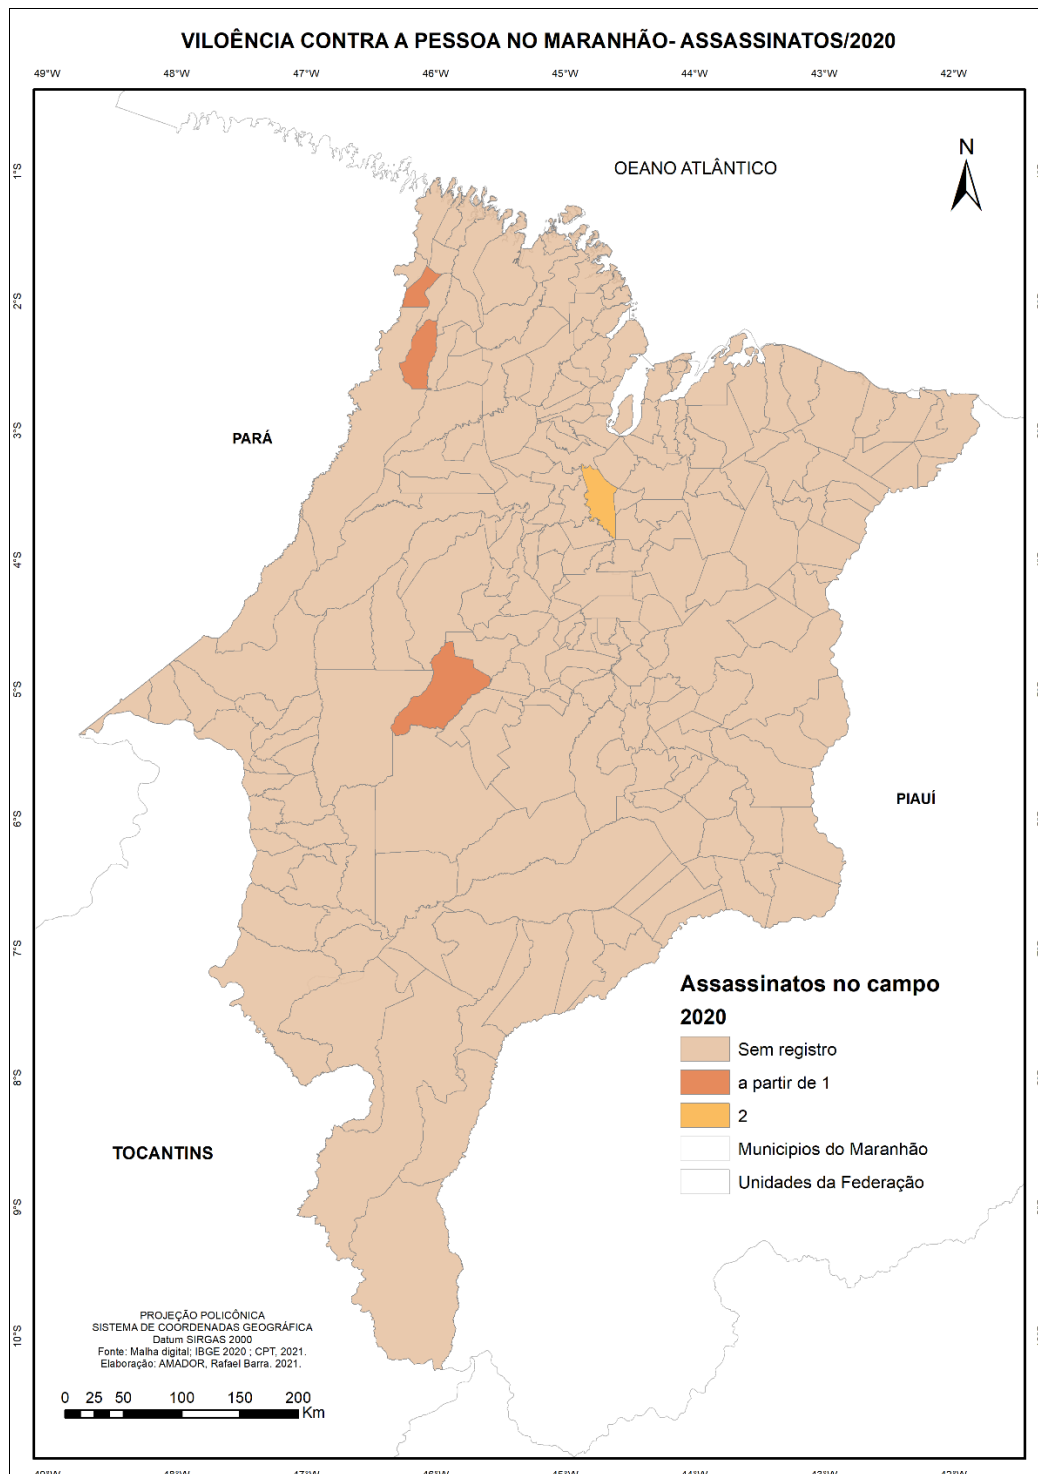 VILOÊNCIA CONTRA A PESSOA NO MARANHÃO- ASSASSINATOS/2020
49°W 48°W 47°W 46°W 45°W 44°W 43°W 42°W
N
OEANO ATLÂNTICO
1°S
2°S
3°S
PARÁ
4°S
5°S
PIAUÍ
6°S
7°S
Assassinatos no campo
2020
Sem registro
a partir de 1
2
Municipios do Maranhão
Unidades da Federação
8°S
TOCANTINS
9°S
10°S
PROJEÇÃO POLICÔNICA
SISTEMA DE COORDENADAS GEOGRÁFICA
Datum SIRGAS 2000
Fonte: Malha digital; IBGE 2020 ; CPT, 2021.
Elaboração: AMADOR, Rafael Barra. 2021.
0 25 50 100 150 200
Km